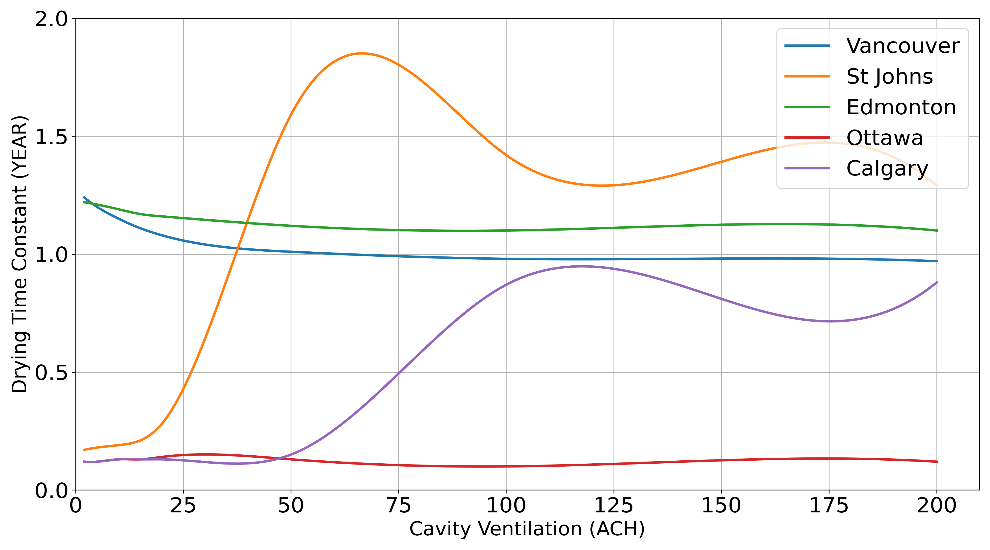 2.0
1.5
1.0
0.5
0.0
Drying Time Constant (YEAR)
Vancouver
St Johns
Edmonton
Ottawa
Calgary
0 25 50 75 100 125 150 175 200
Cavity Ventilation (ACH)